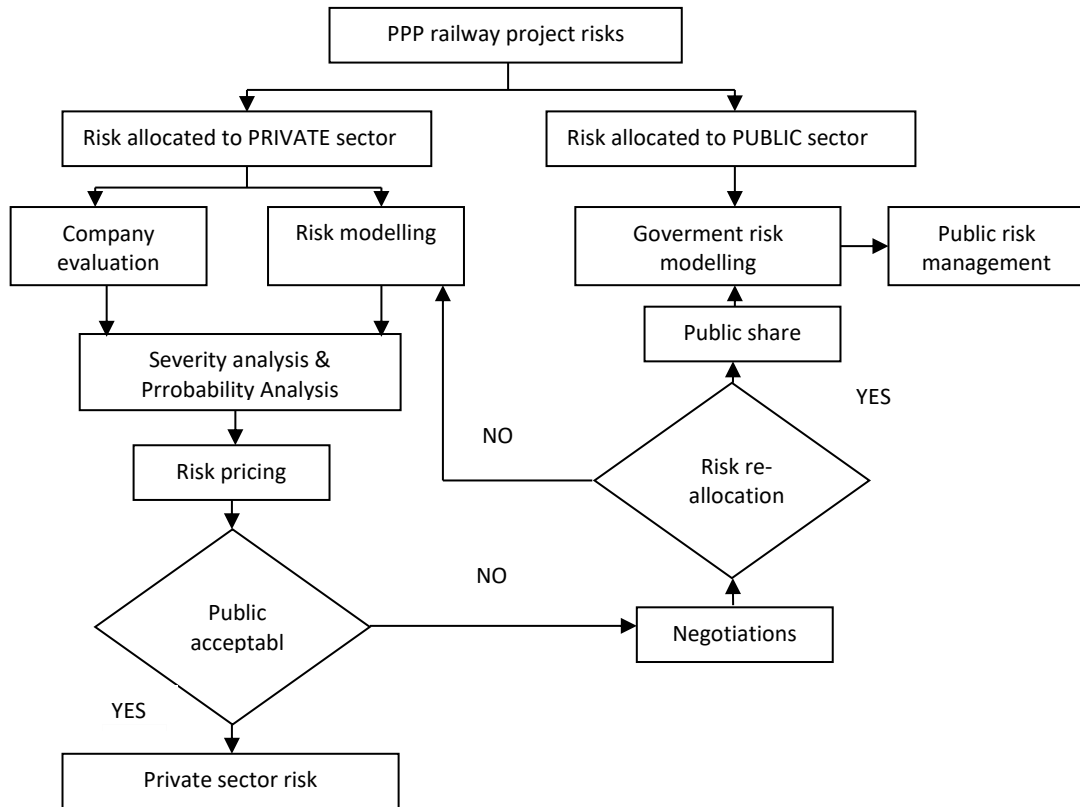 PPP railway project risks
Risk allocated to PRIVATE sector
Risk allocated to PUBLIC sector
Company
evaluation
Risk modelling
Goverment risk
modelling
Public risk
management
Public share
Severity analysis &
Prrobability Analysis
YES
NO
Risk pricing
Risk re-
allocation
NO
Public
acceptabl
Negotiations
YES
Private sector risk